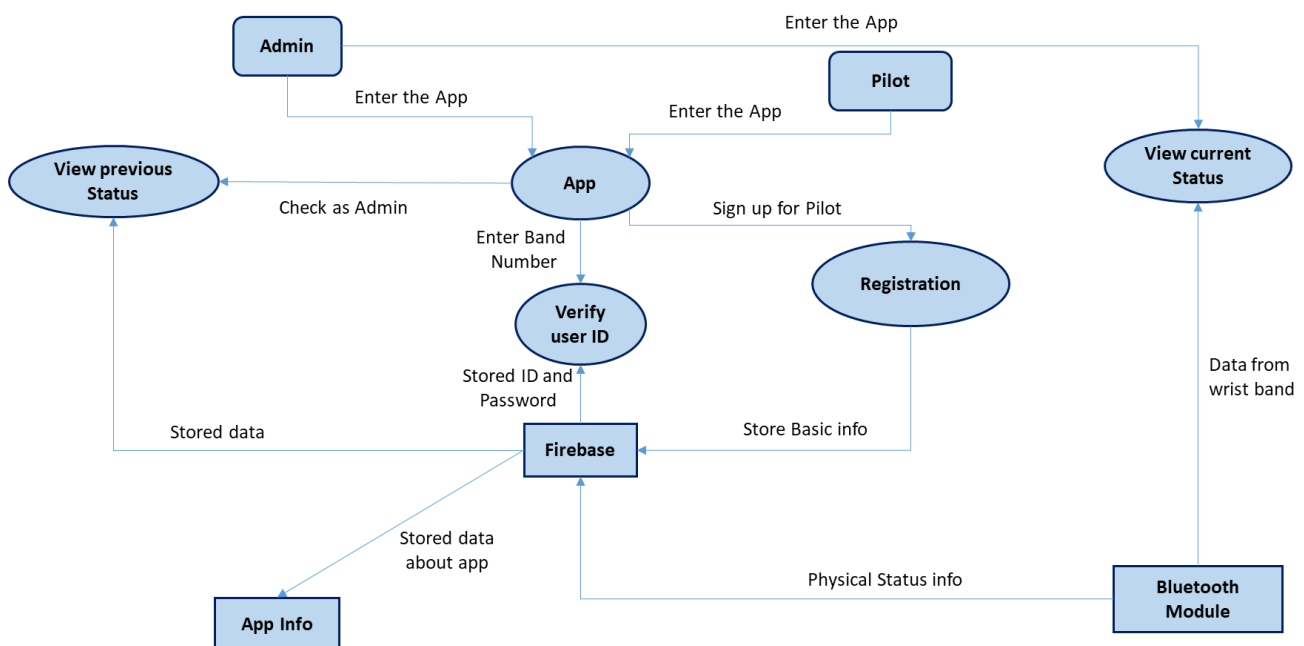 Enter the App
Admin
Pilot
Enter the App
Enter the App
View previous
Status
App
View current
Status
Check as Admin
Sign up for Pilot
Enter Band
Number
Registration
Verify
user ID
Stored ID and
Password
Data from
wrist band
Stored data
Firebase
Store Basic info
Stored data
about app
Physical Status info
Bluetooth
Module
App Info